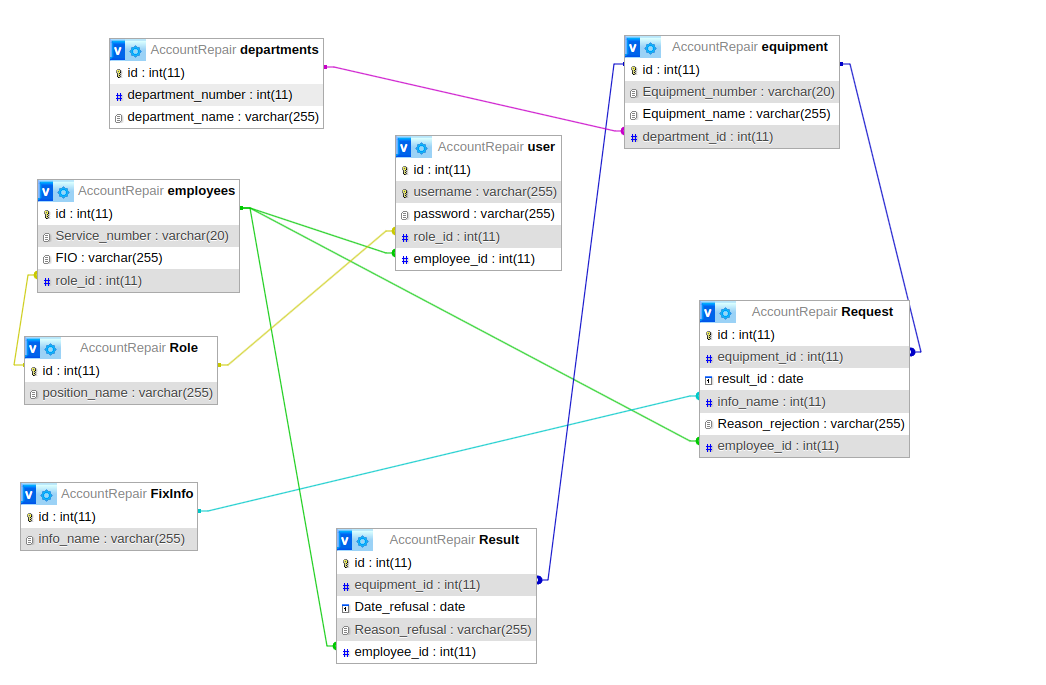 AccountRepair departments
id : int(11)
department_number : int(11)
department_name : varchar(255)
AccountRepair equipment
id : int(11)
Equipment_number : varchar(20)
Equipment_name : varchar(255)
department_id : int(11)
AccountRepair user
id : int(11)
username : varchar(255)
password : varchar(255)
role_id : int(11)
employee_id : int(11)
AccountRepair employees
id : int(11)
Service_number : varchar(20)
FIO : varchar(255)
role_id : int(11)
AccountRepair Request
id : int(11)
equipment_id : int(11)
result_id : date
info_name : int(11)
Reason_rejection : varchar(255)
employee_id : int(11)
AccountRepair Role
id : int(11)
position_name : varchar(255)
AccountRepair FixInfo
id : int(11)
info_name : varchar(255)
AccountRepair Result
id : int(11)
equipment_id : int(11)
Date_refusal : date
Reason_refusal : varchar(255)
employee_id : int(11)